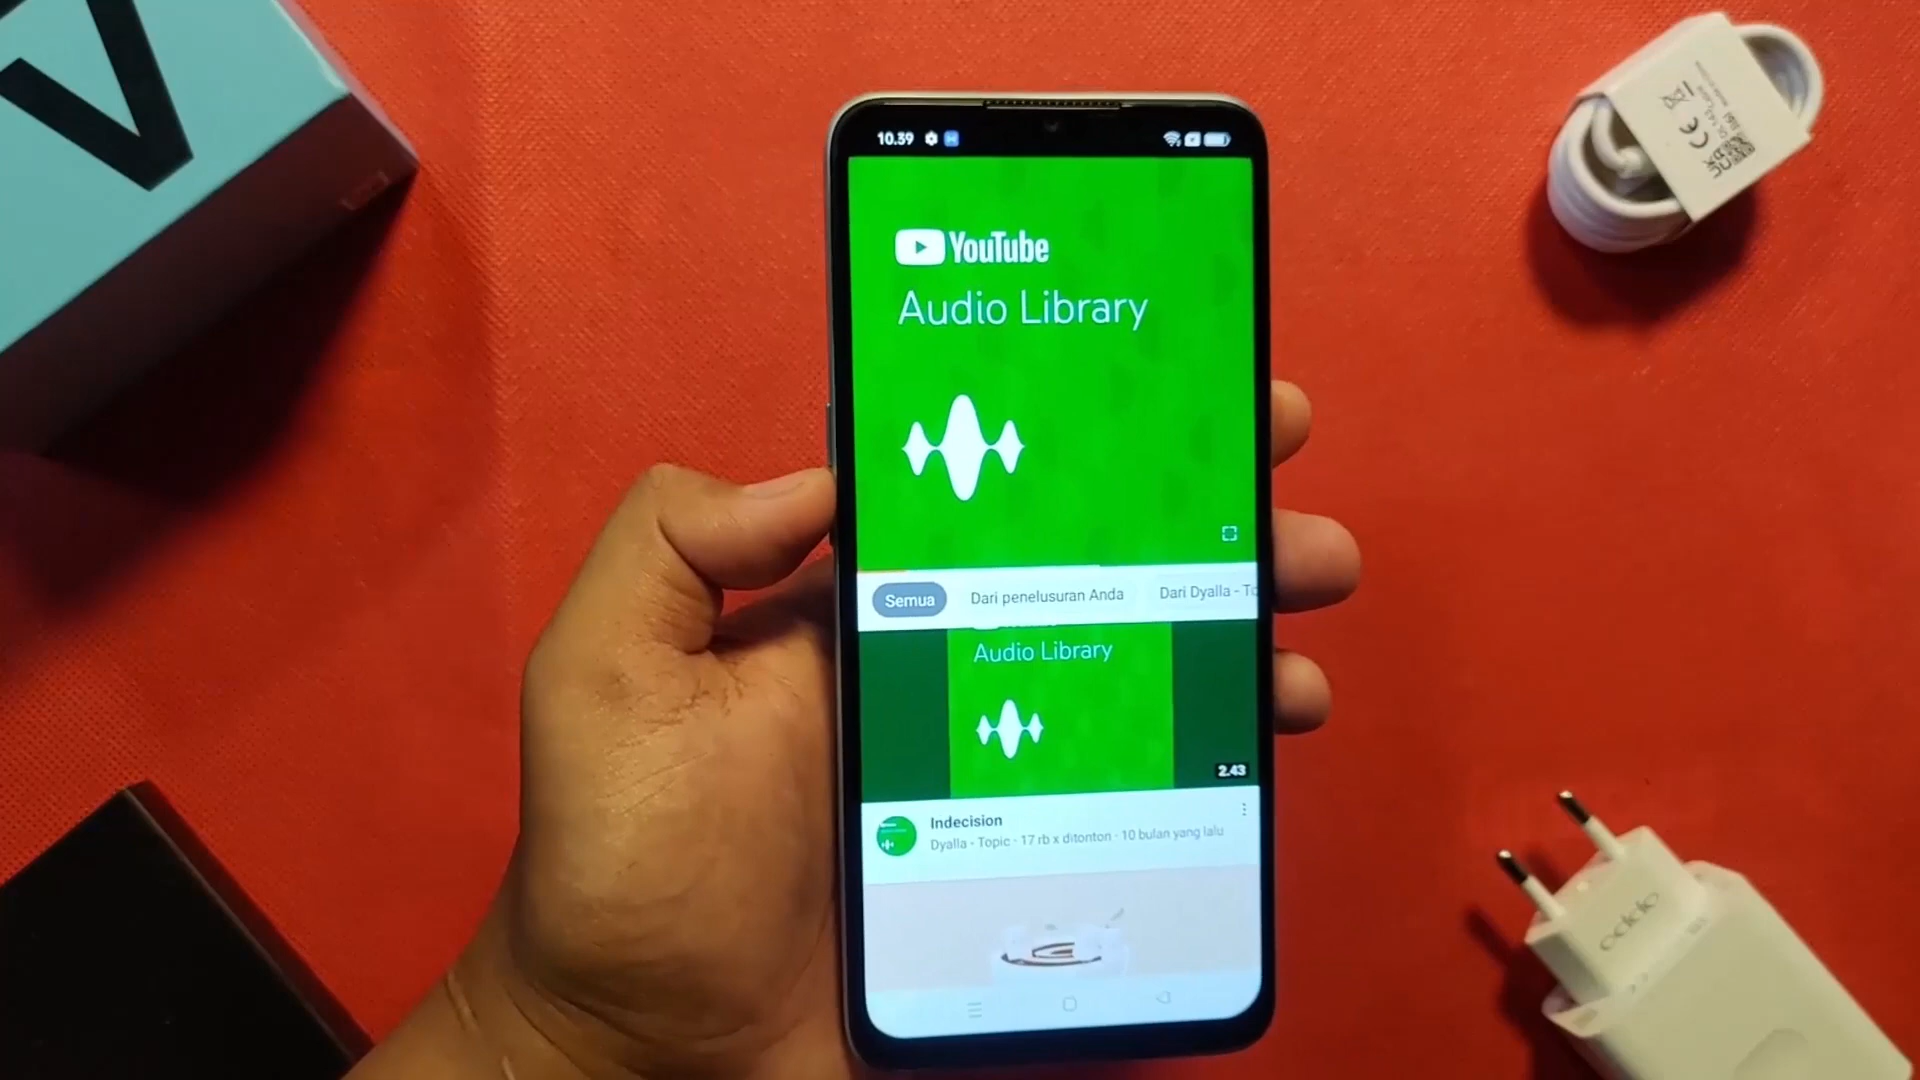 10.39
YouTube
Audio Library
Semua
Dari penelusuran Anda
Dari Dyalla - To
Audio Library
2.43
Indecision
Dyalla - Topic · 17 rb x ditonton · 10 bulan yang lalu
oppo